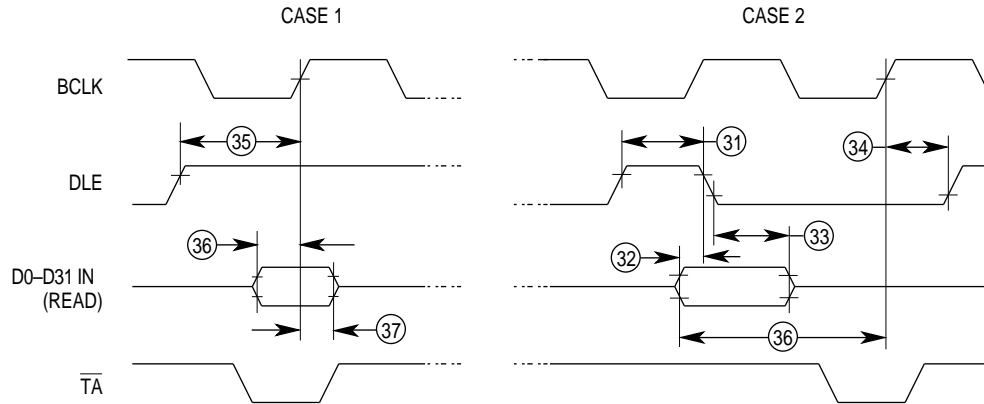 CASE 1
CASE 2
BCLK
35
31
34
DLE
36
33
32
D0–D31 IN
(READ)
37
36
TA